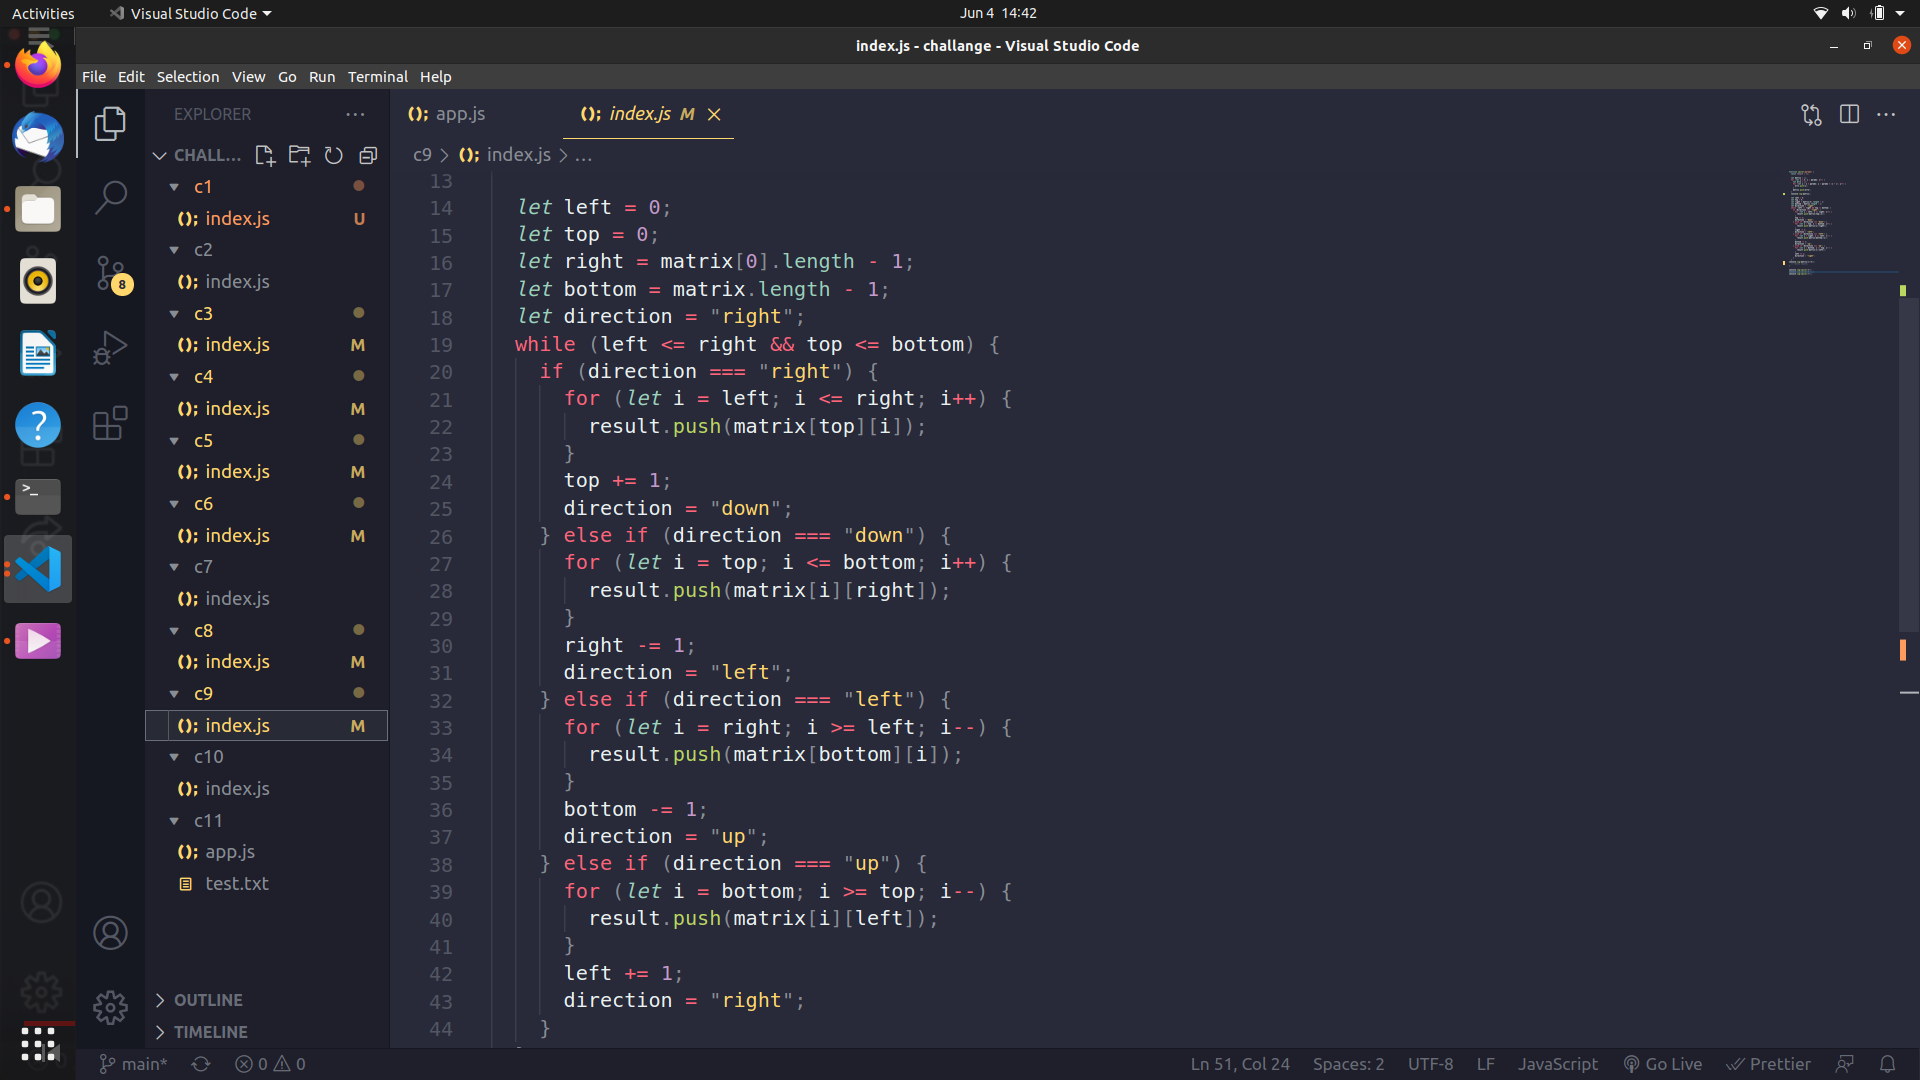 Activities
Visual Studio Code
Jun 4 14:42
index.js - challange - Visual Studio Code
File Edit Selection View Go Run Terminal Help
EXPLORER
CHALL...
c1
index.js U
c2
index.js
c3
index.js M
c4
index.js M
c5
index.js M
c6
index.js M
c7
index.js
c8
index.js M
c9
index.js M
c10
index.js
c11
app.js
test.txt
OUTLINE
TIMELINE
8
app.js
index.js M
c9 > index.js > ...
13
14 let left = 0;
15 let top = 0;
16 let right = matrix[0].length - 1;
17 let bottom = matrix.length - 1;
18 let direction = "right";
19 while (left <= right && top <= bottom) {
20 if (direction === "right") {
21 for (let i = left; i <= right; i++) {
22 result.push(matrix[top][i]);
23 }
24 top += 1;
25 direction = "down";
26 } else if (direction === "down") {
27 for (let i = top; i <= bottom; i++) {
28 result.push(matrix[i][right]);
29 }
30 right -= 1;
31 direction = "left";
32 } else if (direction === "left") {
33 for (let i = right; i >= left; i--) {
34 result.push(matrix[bottom][i]);
35 }
36 bottom -= 1;
37 direction = "up";
38 } else if (direction === "up") {
39 for (let i = bottom; i >= top; i--) {
40 result.push(matrix[i][left]);
41 }
42 left += 1;
43 direction = "right";
44 }
main* 0 0
Ln 51, Col 24 Spaces: 2 UTF-8 LF JavaScript Go Live Prettier